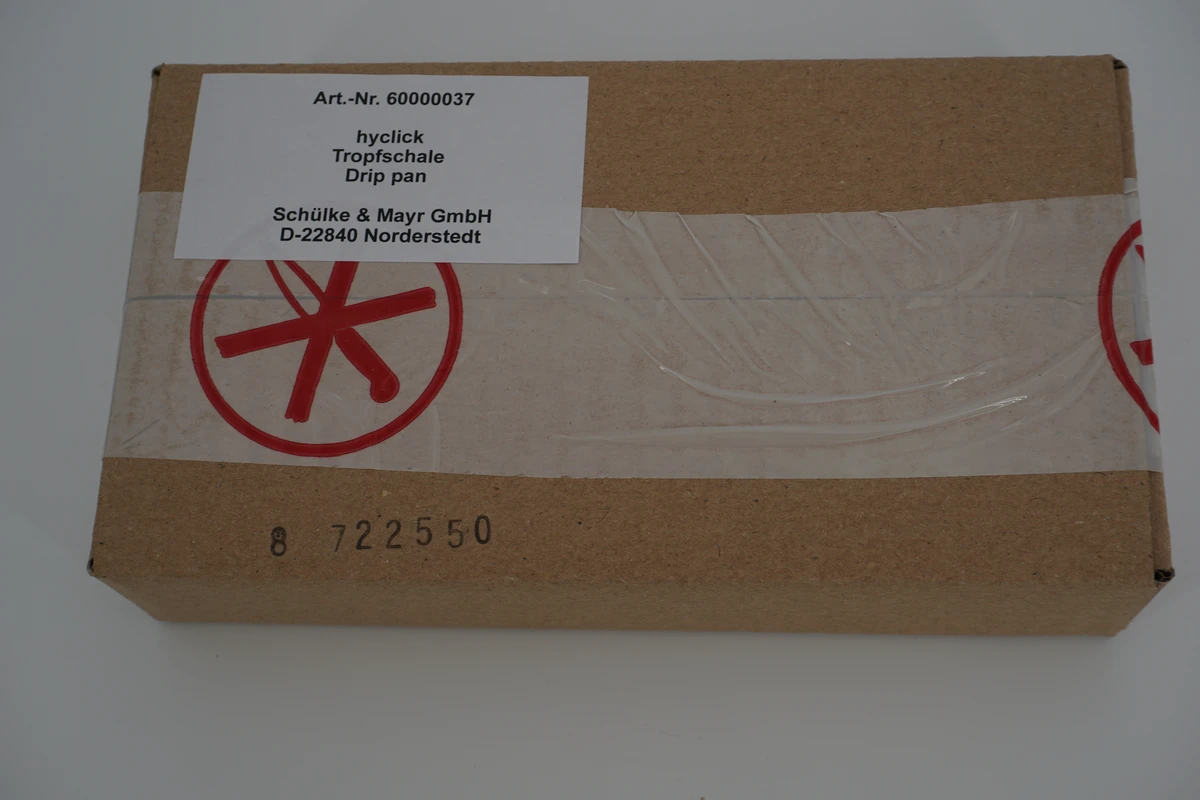 Art.-Nr. 60000037
hyclick
Tropfschale
Drip pan
Schülke & Mayr GmbH
D-22840 Norderstedt
8 722550